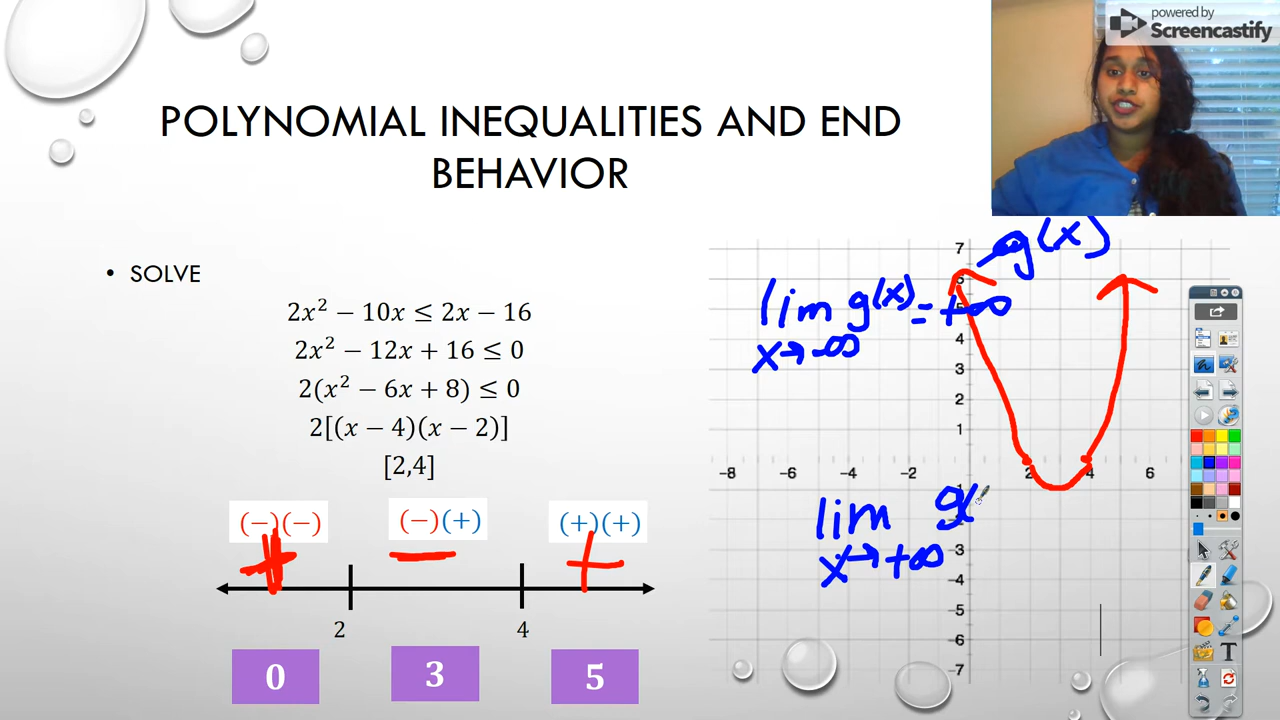 powered by
Screencastify
POLYNOMIAL INEQUALITIES AND END
BEHAVIOR
• SOLVE
2x² − 10x ≤ 2x − 16
2x² − 12x + 16 ≤ 0
2(x² − 6x + 8) ≤ 0
2[(x − 4)(x − 2)]
[2,4]
(−)(−)
(−)(+)
(+)(+)
+
−
+
2
4
0
3
5
g(x)
lim g(x) = +∞
x→-∞
lim g(
x→+∞
7
6
5
4
3
2
1
-8
-6
-4
-2
2
4
6
-3
-4
-5
-6
-7
T